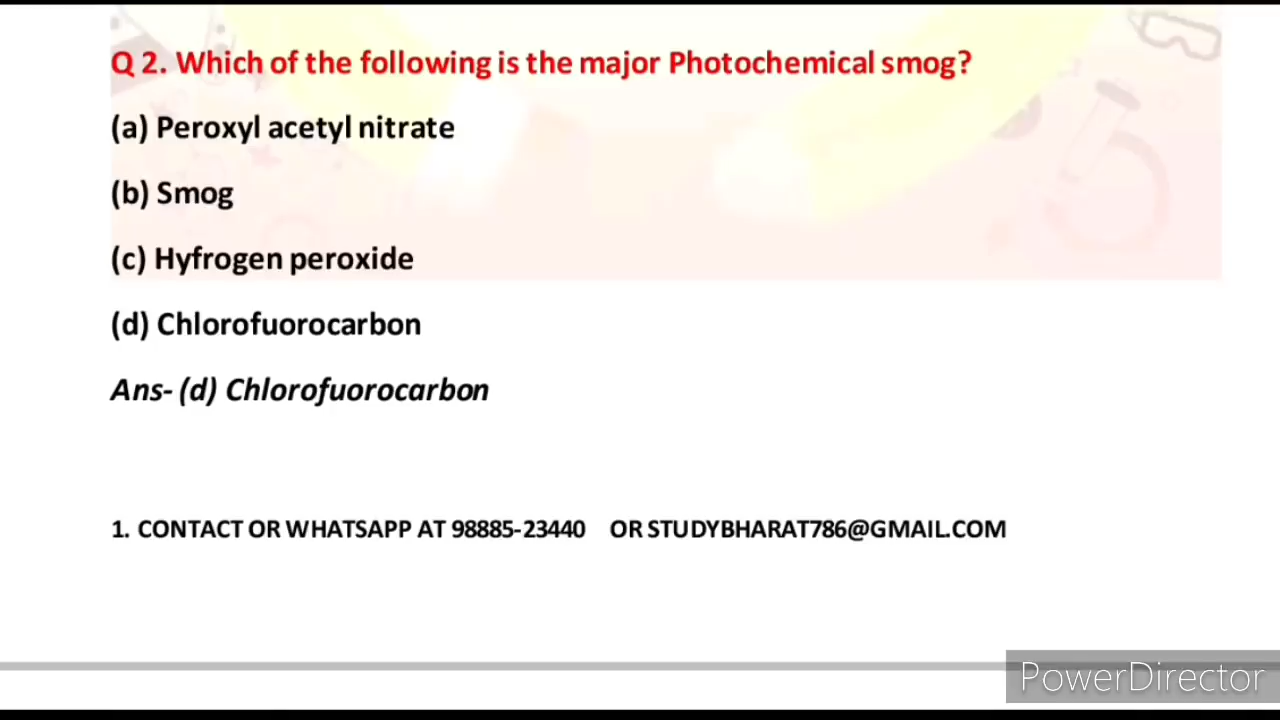 Q 2. Which of the following is the major Photochemical smog?
(a) Peroxyl acetyl nitrate
(b) Smog
(c) Hyfrogen peroxide
(d) Chlorofuorocarbon
Ans- (d) Chlorofuorocarbon
1. CONTACT OR WHATSAPP AT 98885-23440 OR STUDYBHARAT786@GMAIL.COM
PowerDirector